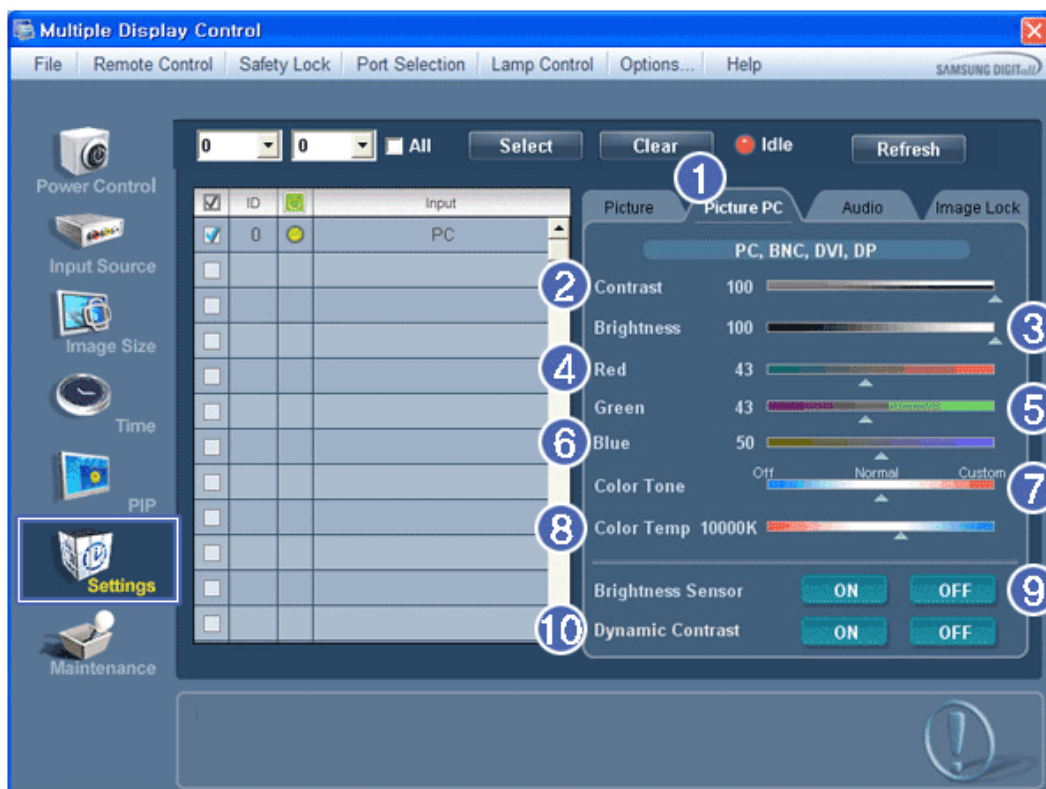 Multiple Display Control
File Remote Control Safety Lock Port Selection Lamp Control Options... Help SAMSUNG DIGITall
0 0 All Select Clear Idle Refresh
Power Control
Input Source
Image Size
Time
PIP
Settings
Maintenance
ID Input
0 PC
1
Picture Picture PC Audio Image Lock
PC, BNC, DVI, DP
2 Contrast 100
Brightness 100 3
4 Red 43
Green 43 5
6 Blue 50
Off Normal Custom
Color Tone 7
8 Color Temp 10000K
Brightness Sensor ON OFF 9
10 Dynamic Contrast ON OFF